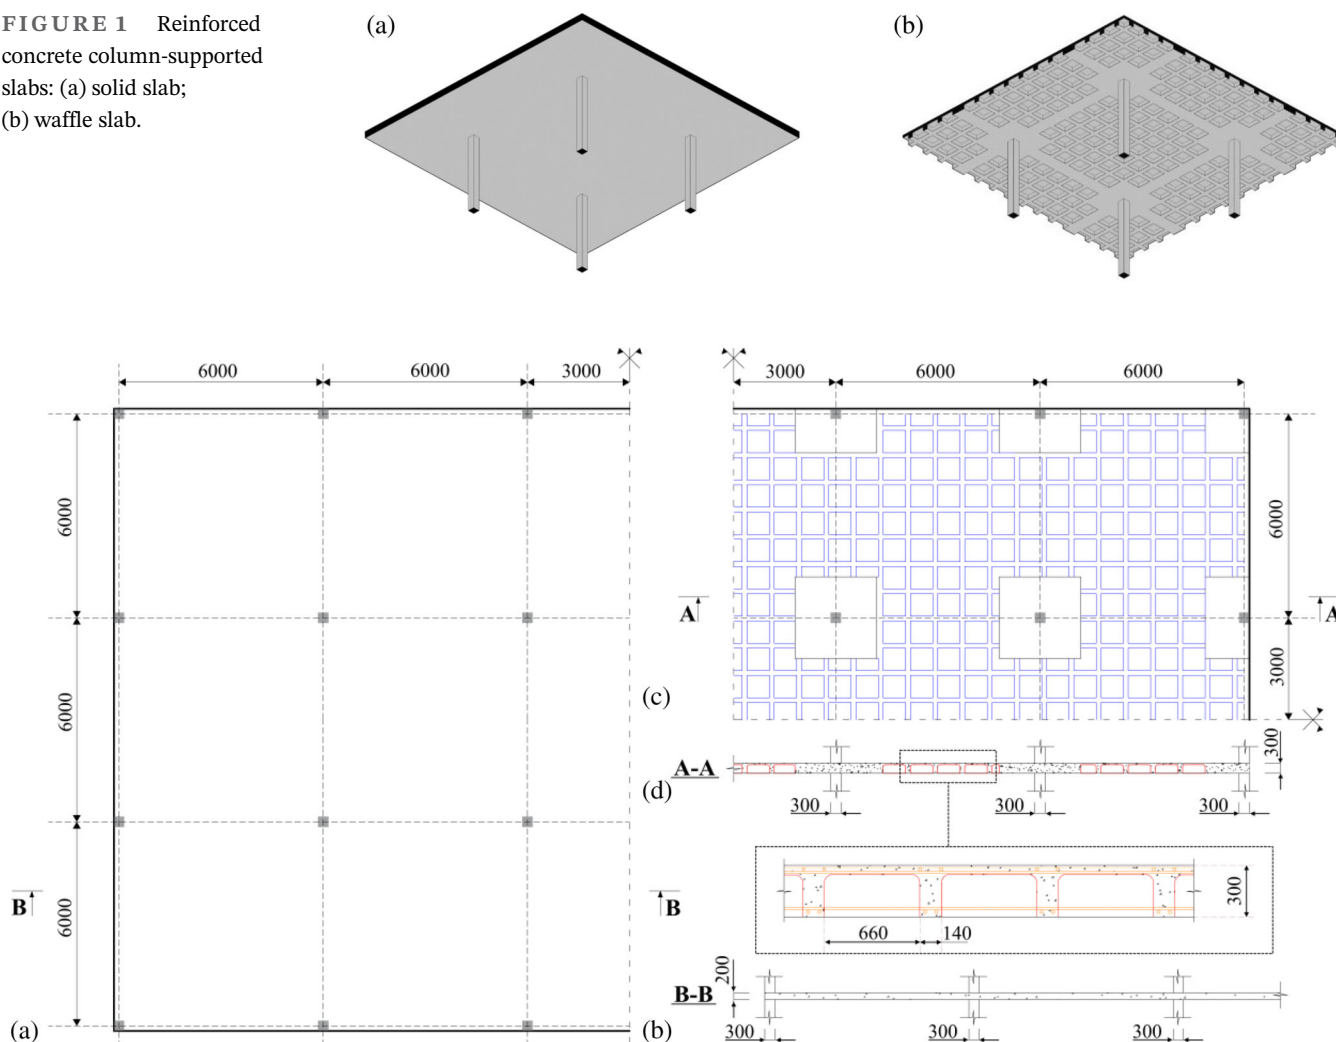 FIGURE 1 Reinforced
concrete column-supported
slabs: (a) solid slab;
(b) waffle slab.
(a)
(b)
6000
6000
3000
6000
6000
6000
B
B
(a)
3000
6000
6000
6000
3000
A
A
(c)
A-A
300
(d)
300
300
300
300
660
140
200
B-B
(b)
300
300
300